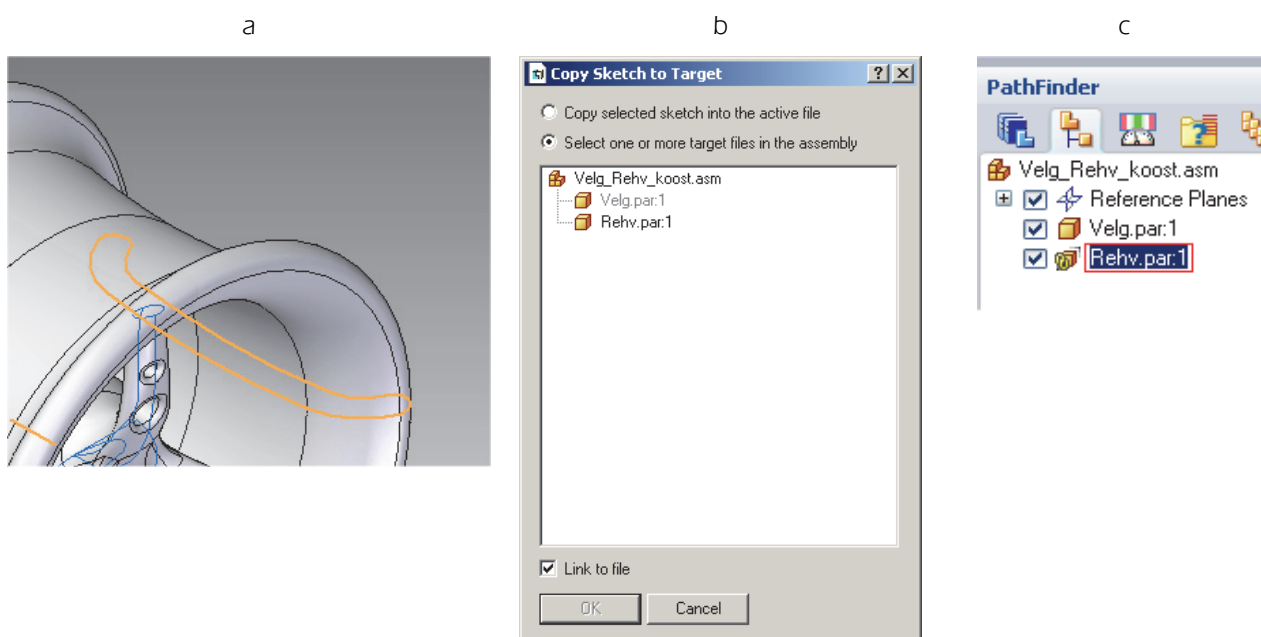 a
b
c
Copy Sketch to Target
Copy selected sketch into the active file
Select one or more target files in the assembly
Velg_Rehv_koost.asm
Velg.par:1
Rehv.par:1
Link to file
OK
Cancel
PathFinder
Velg_Rehv_koost.asm
Reference Planes
Velg.par:1
Rehv.par:1